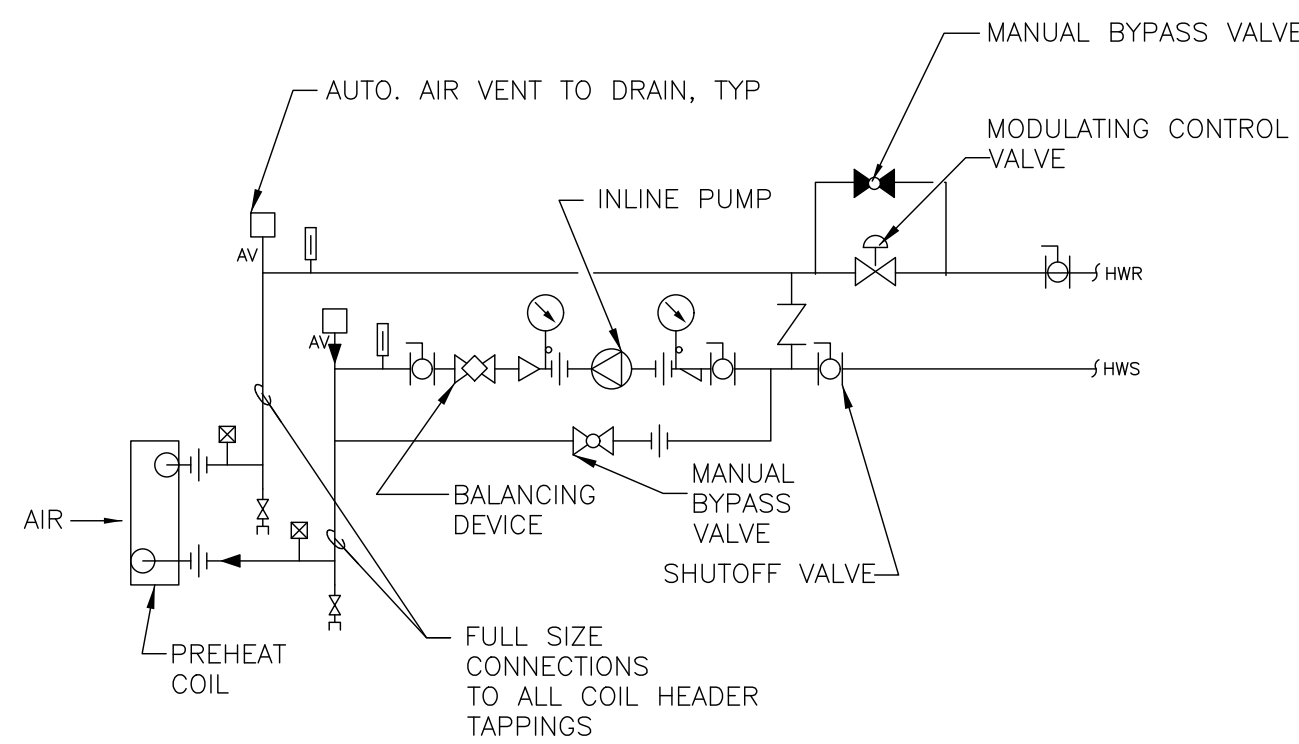 MANUAL BYPASS VALVE
AUTO. AIR VENT TO DRAIN, TYP
MODULATING CONTROL
VALVE
INLINE PUMP
AV
HWR
AV
HWS
MANUAL
BYPASS
VALVE
BALANCING
DEVICE
AIR
SHUTOFF VALVE
FULL SIZE
CONNECTIONS
TO ALL COIL HEADER
TAPPINGS
PREHEAT
COIL